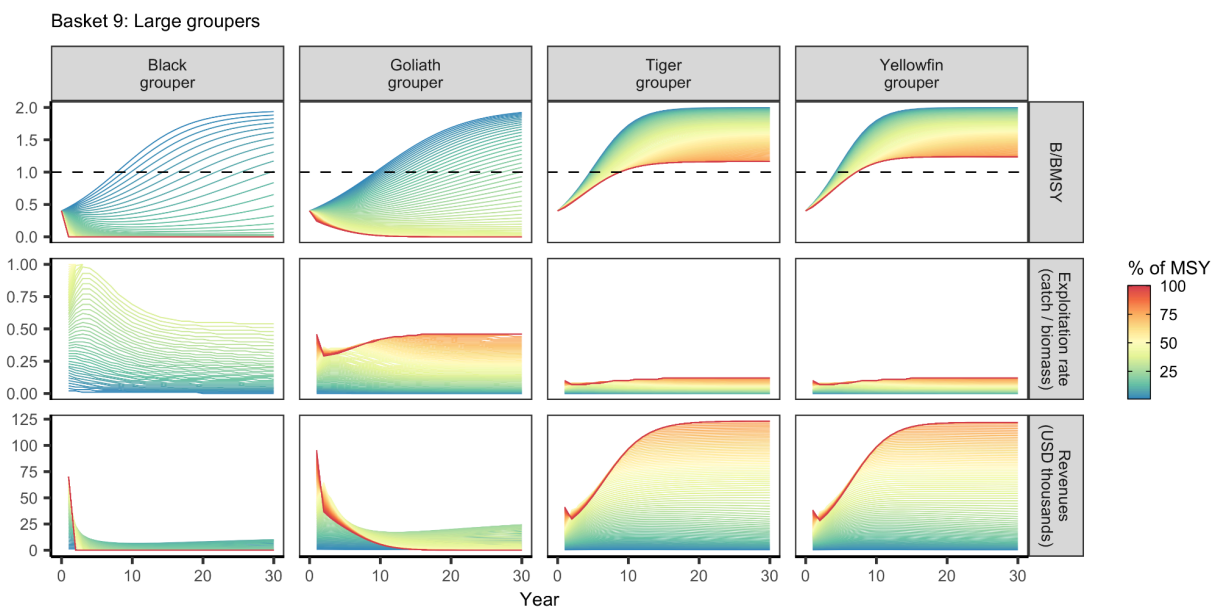 Basket 9: Large groupers
Black
grouper
Goliath
grouper
Tiger
grouper
Yellowfin
grouper
2.0
1.5
1.0
0.5
0.0
B/BMSY
1.00
0.75
0.50
0.25
0.00
Exploitation rate
(catch / biomass)
125
100
75
50
25
0
Revenues
(USD thousands)
0
10
20
30
0
10
20
30
0
10
20
30
0
10
20
30
Year
% of MSY
100
75
50
25